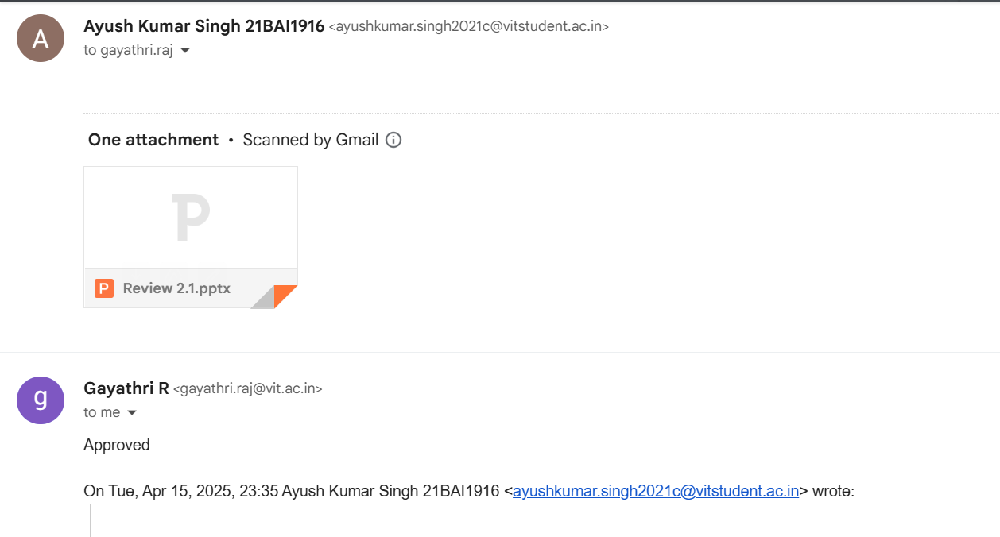 A
Ayush Kumar Singh 21BAI1916 <ayushkumar.singh2021c@vitstudent.ac.in>
to gayathri.raj
One attachment • Scanned by Gmail
P
P Review 2.1.pptx
g
Gayathri R <gayathri.raj@vit.ac.in>
to me
Approved
On Tue, Apr 15, 2025, 23:35 Ayush Kumar Singh 21BAI1916 <ayushkumar.singh2021c@vitstudent.ac.in> wrote: